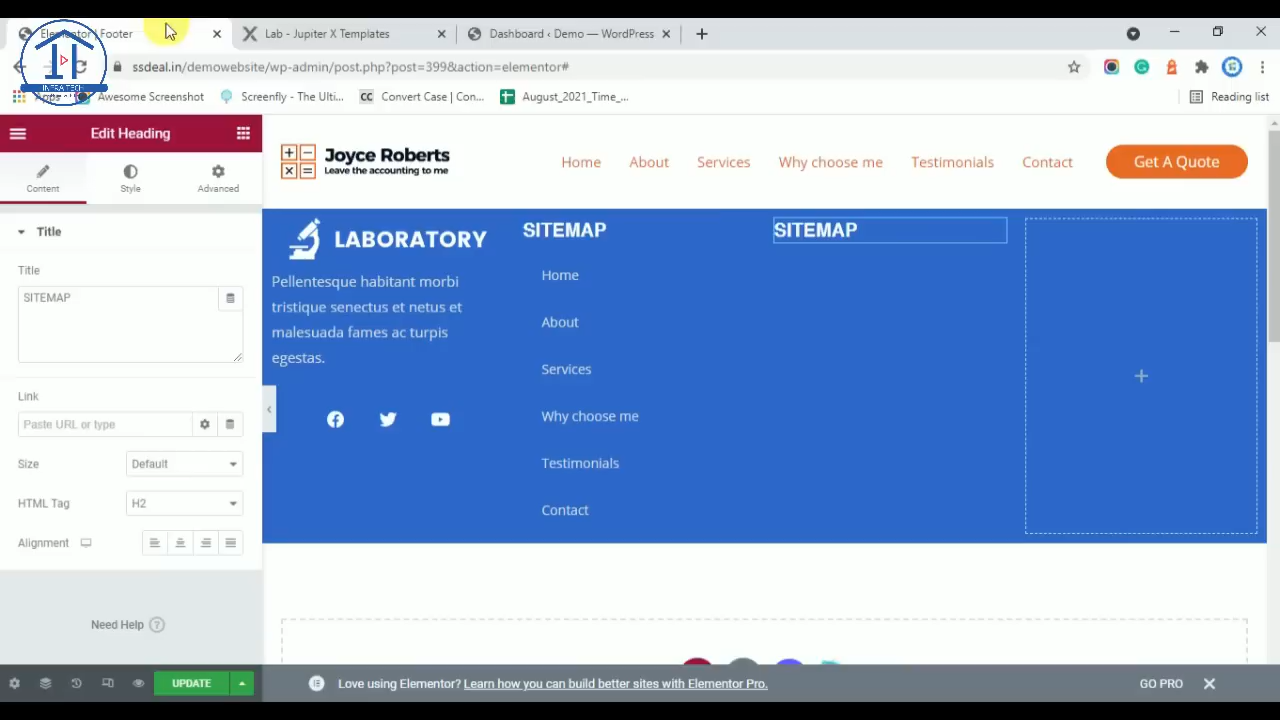 Elementor | Footer
Lab - Jupiter X Templates
Dashboard ‹ Demo — WordPress
INFRATECH
ssdeal.in/demowebsite/wp-admin/post.php?post=399&action=elementor#
Apps
Awesome Screenshot
Screenfly - The Ulti...
CC
Convert Case | Con...
August_2021_Time_...
Reading list
Edit Heading
Content
Style
Advanced
Title
Title
SITEMAP
Link
Paste URL or type
Size
Default
HTML Tag
H2
Alignment
Need Help
UPDATE
Joyce Roberts
Leave the accounting to me
Home
About
Services
Why choose me
Testimonials
Contact
Get A Quote
LABORATORY
Pellentesque habitant morbi
tristique senectus et netus et
malesuada fames ac turpis
egestas.
SITEMAP
Home
About
Services
Why choose me
Testimonials
Contact
SITEMAP
Love using Elementor? Learn how you can build better sites with Elementor Pro.
GO PRO